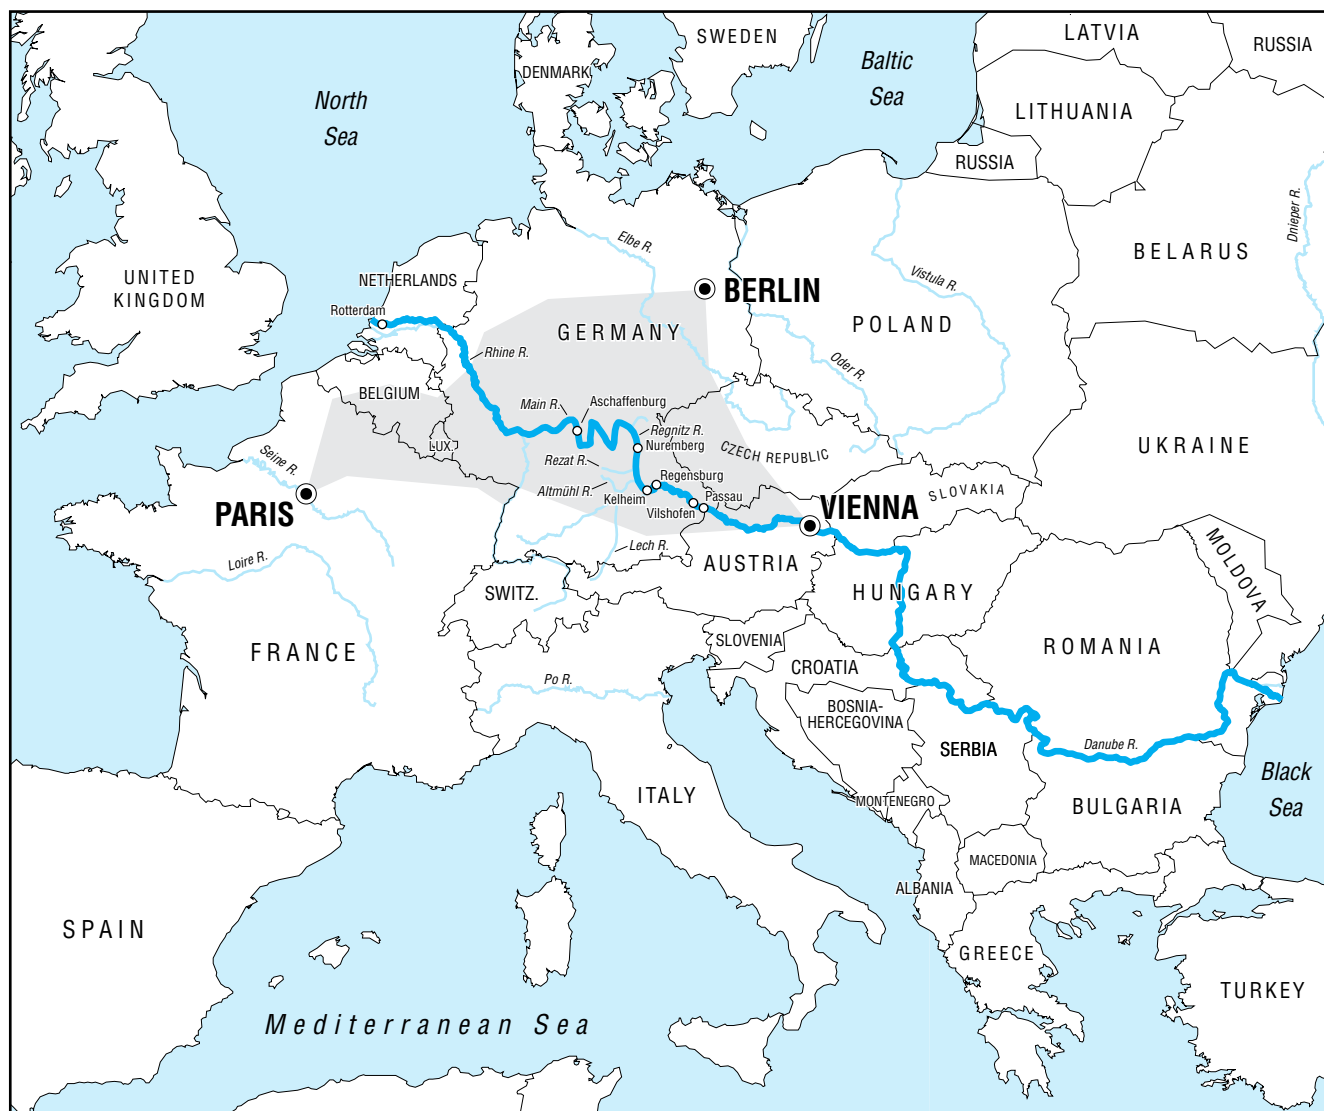 SWEDEN
LATVIA
RUSSIA
DENMARK
Baltic
Sea
North
Sea
LITHUANIA
RUSSIA
Dnieper R.
Elbe R.
BELARUS
UNITED
KINGDOM
NETHERLANDS
Vistula R.
BERLIN
Rotterdam
GERMANY
POLAND
Rhine R.
Oder R.
BELGIUM
Main R.
Aschaffenburg
Regnitz R.
LUX.
Nuremberg
CZECH REPUBLIC
UKRAINE
Seine R.
Rezat R.
Regensburg
Altmühl R.
Kelheim
Passau
SLOVAKIA
PARIS
Vilshofen
VIENNA
Lech R.
Loire R.
AUSTRIA
MOLDOVA
SWITZ.
HUNGARY
FRANCE
SLOVENIA
ROMANIA
CROATIA
Po R.
BOSNIA-
HERCEGOVINA
SERBIA
Danube R.
Black
Sea
ITALY
MONTENEGRO
BULGARIA
MACEDONIA
ALBANIA
SPAIN
GREECE
TURKEY
Mediterranean Sea